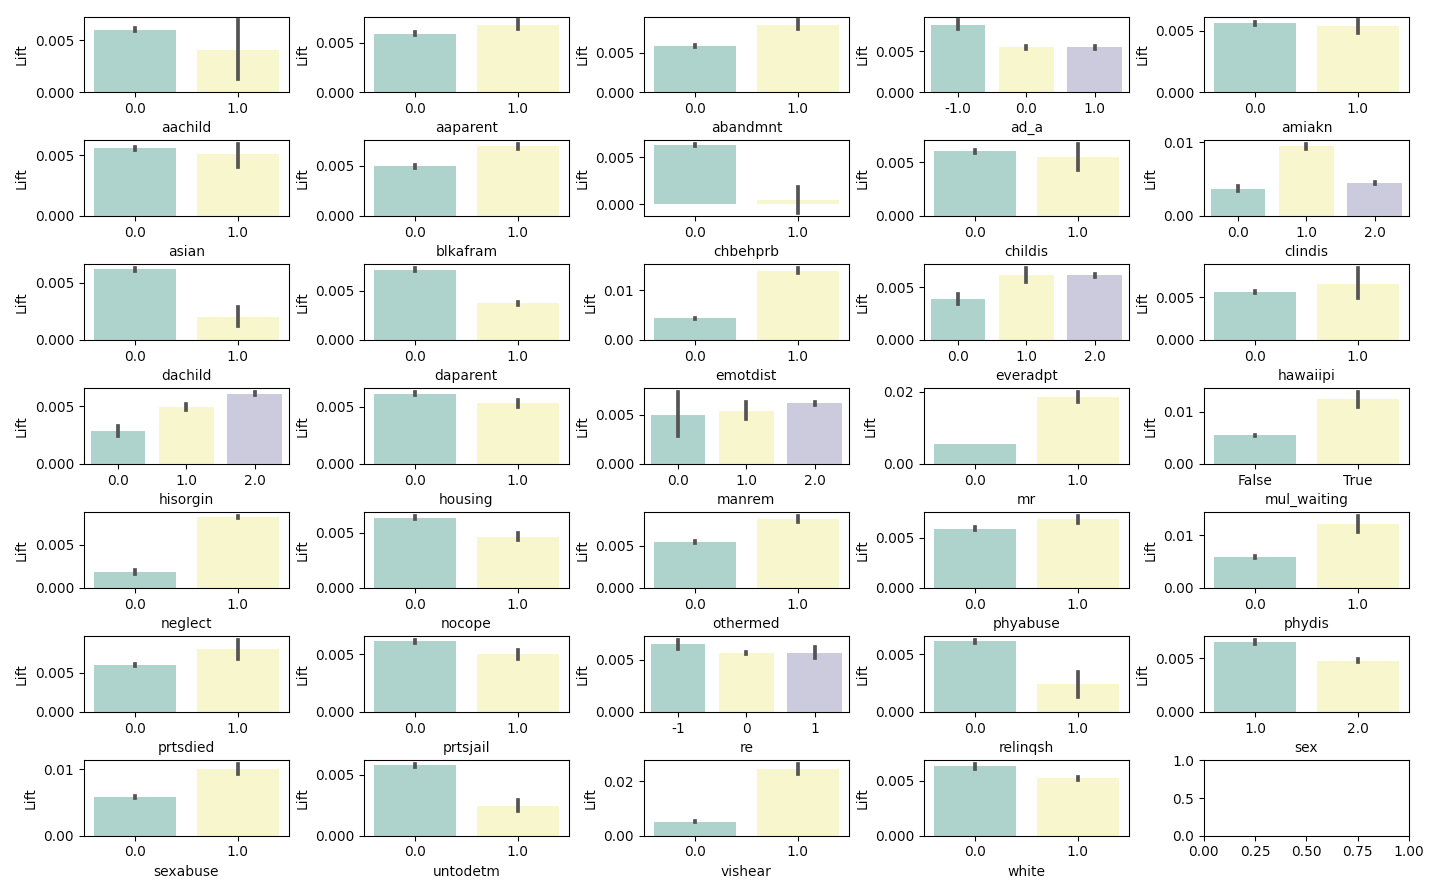 Lift 0.005 0.000 0.0 1.0 aachild
Lift 0.005 0.000 0.0 1.0 aaparent
Lift 0.005 0.000 0.0 1.0 abandmnt
Lift 0.005 0.000 -1.0 0.0 1.0 ad_a
Lift 0.005 0.000 0.0 1.0 amiakn
Lift 0.005 0.000 0.0 1.0 asian
Lift 0.005 0.000 0.0 1.0 blkafram
Lift 0.005 0.000 0.0 1.0 chbehprb
Lift 0.005 0.000 0.0 1.0 childis
Lift 0.01 0.00 0.0 1.0 2.0 clindis
Lift 0.005 0.000 0.0 1.0 dachild
Lift 0.005 0.000 0.0 1.0 daparent
Lift 0.01 0.00 0.0 1.0 emotdist
Lift 0.005 0.000 0.0 1.0 2.0 everadpt
Lift 0.005 0.000 0.0 1.0 hawaiipi
Lift 0.005 0.000 0.0 1.0 2.0 hisorgin
Lift 0.005 0.000 0.0 1.0 housing
Lift 0.005 0.000 0.0 1.0 2.0 manrem
Lift 0.02 0.00 0.0 1.0 mr
Lift 0.01 0.00 False True mul_waiting
Lift 0.005 0.000 0.0 1.0 neglect
Lift 0.005 0.000 0.0 1.0 nocope
Lift 0.005 0.000 0.0 1.0 othermed
Lift 0.005 0.000 0.0 1.0 phyabuse
Lift 0.01 0.00 0.0 1.0 phydis
Lift 0.005 0.000 0.0 1.0 prtsdied
Lift 0.005 0.000 0.0 1.0 prtsjail
Lift 0.005 0.000 -1 0 1 re
Lift 0.005 0.000 0.0 1.0 relinqsh
Lift 0.005 0.000 1.0 2.0 sex
Lift 0.01 0.00 0.0 1.0 sexabuse
Lift 0.005 0.000 0.0 1.0 untodetm
Lift 0.02 0.00 0.0 1.0 vishear
Lift 0.005 0.000 0.0 1.0 white
1.0 0.5 0.0 0.00 0.25 0.50 0.75 1.00